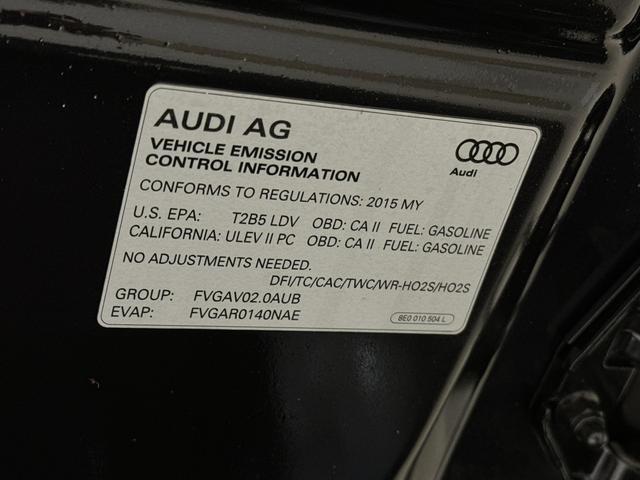 AUDI AG
VEHICLE EMISSION
CONTROL INFORMATION
Audi
CONFORMS TO REGULATIONS: 2015 MY
U.S. EPA: T2B5 LDV OBD: CA II FUEL: GASOLINE
CALIFORNIA: ULEV II PC OBD: CA II FUEL: GASOLINE
NO ADJUSTMENTS NEEDED.
DFI/TC/CAC/TWC/WR-HO2S/HO2S
GROUP: FVGAV02.0AUB
EVAP: FVGAR0140NAE
8E0 010 504 L